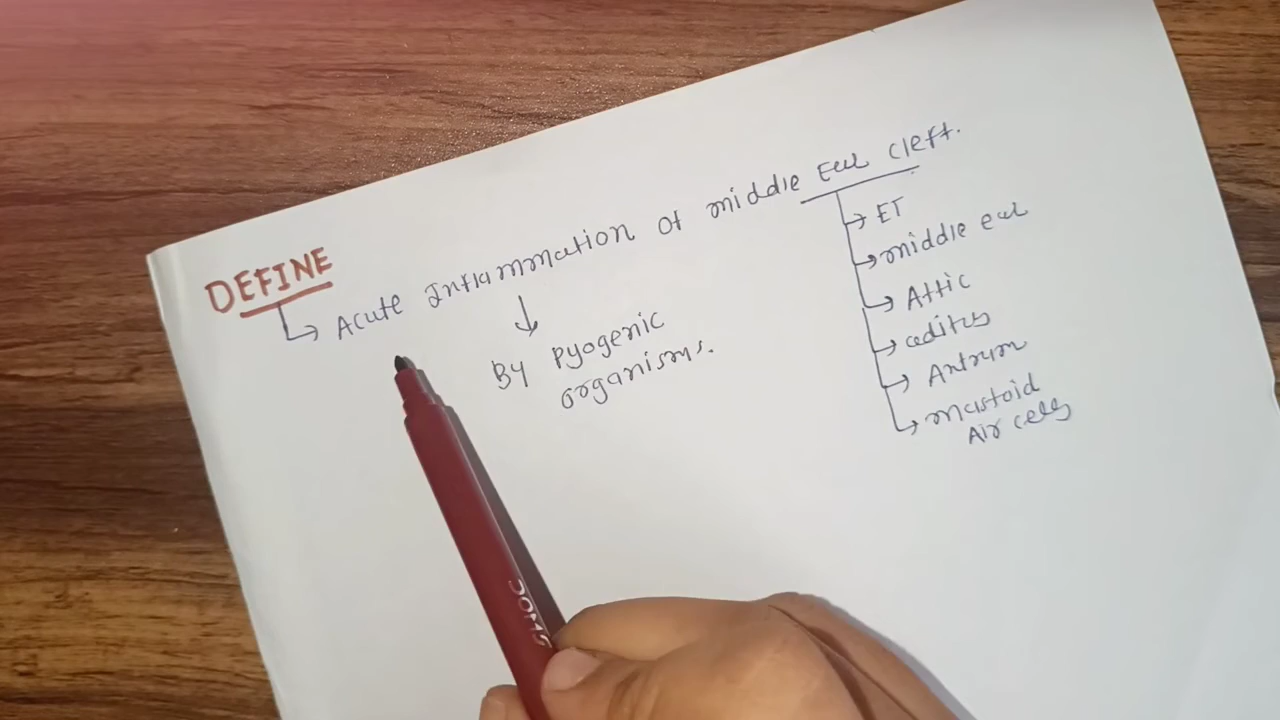 DEFINE
Acute Inflammation of middle Ear cleft.
By Pyogenic
organisms.
ET
middle ear
Attic
aditus
Antrum
mastoid
Air cells
DOMS